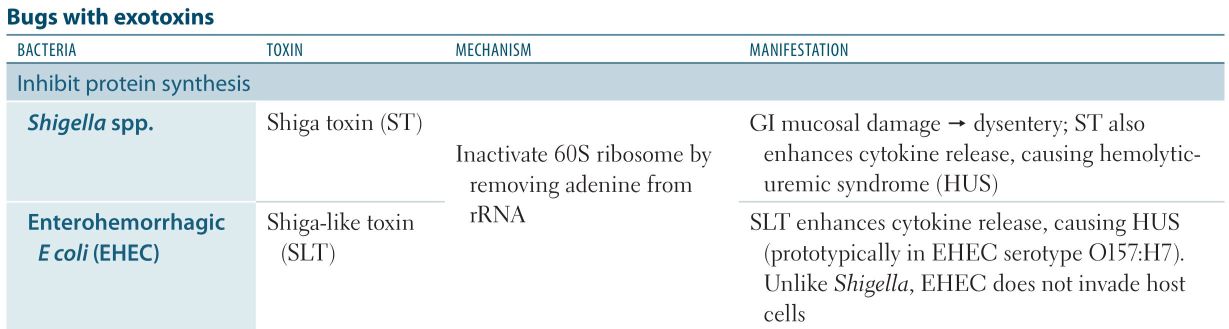 Bugs with exotoxins
BACTERIA TOXIN MECHANISM MANIFESTATION
Inhibit protein synthesis
Shigella spp.
Shiga toxin (ST)
Inactivate 60S ribosome by
removing adenine from
rRNA
GI mucosal damage → dysentery; ST also
enhances cytokine release, causing hemolytic-
uremic syndrome (HUS)
Enterohemorrhagic
E coli (EHEC)
Shiga-like toxin
(SLT)
SLT enhances cytokine release, causing HUS
(prototypically in EHEC serotype O157:H7).
Unlike Shigella, EHEC does not invade host
cells